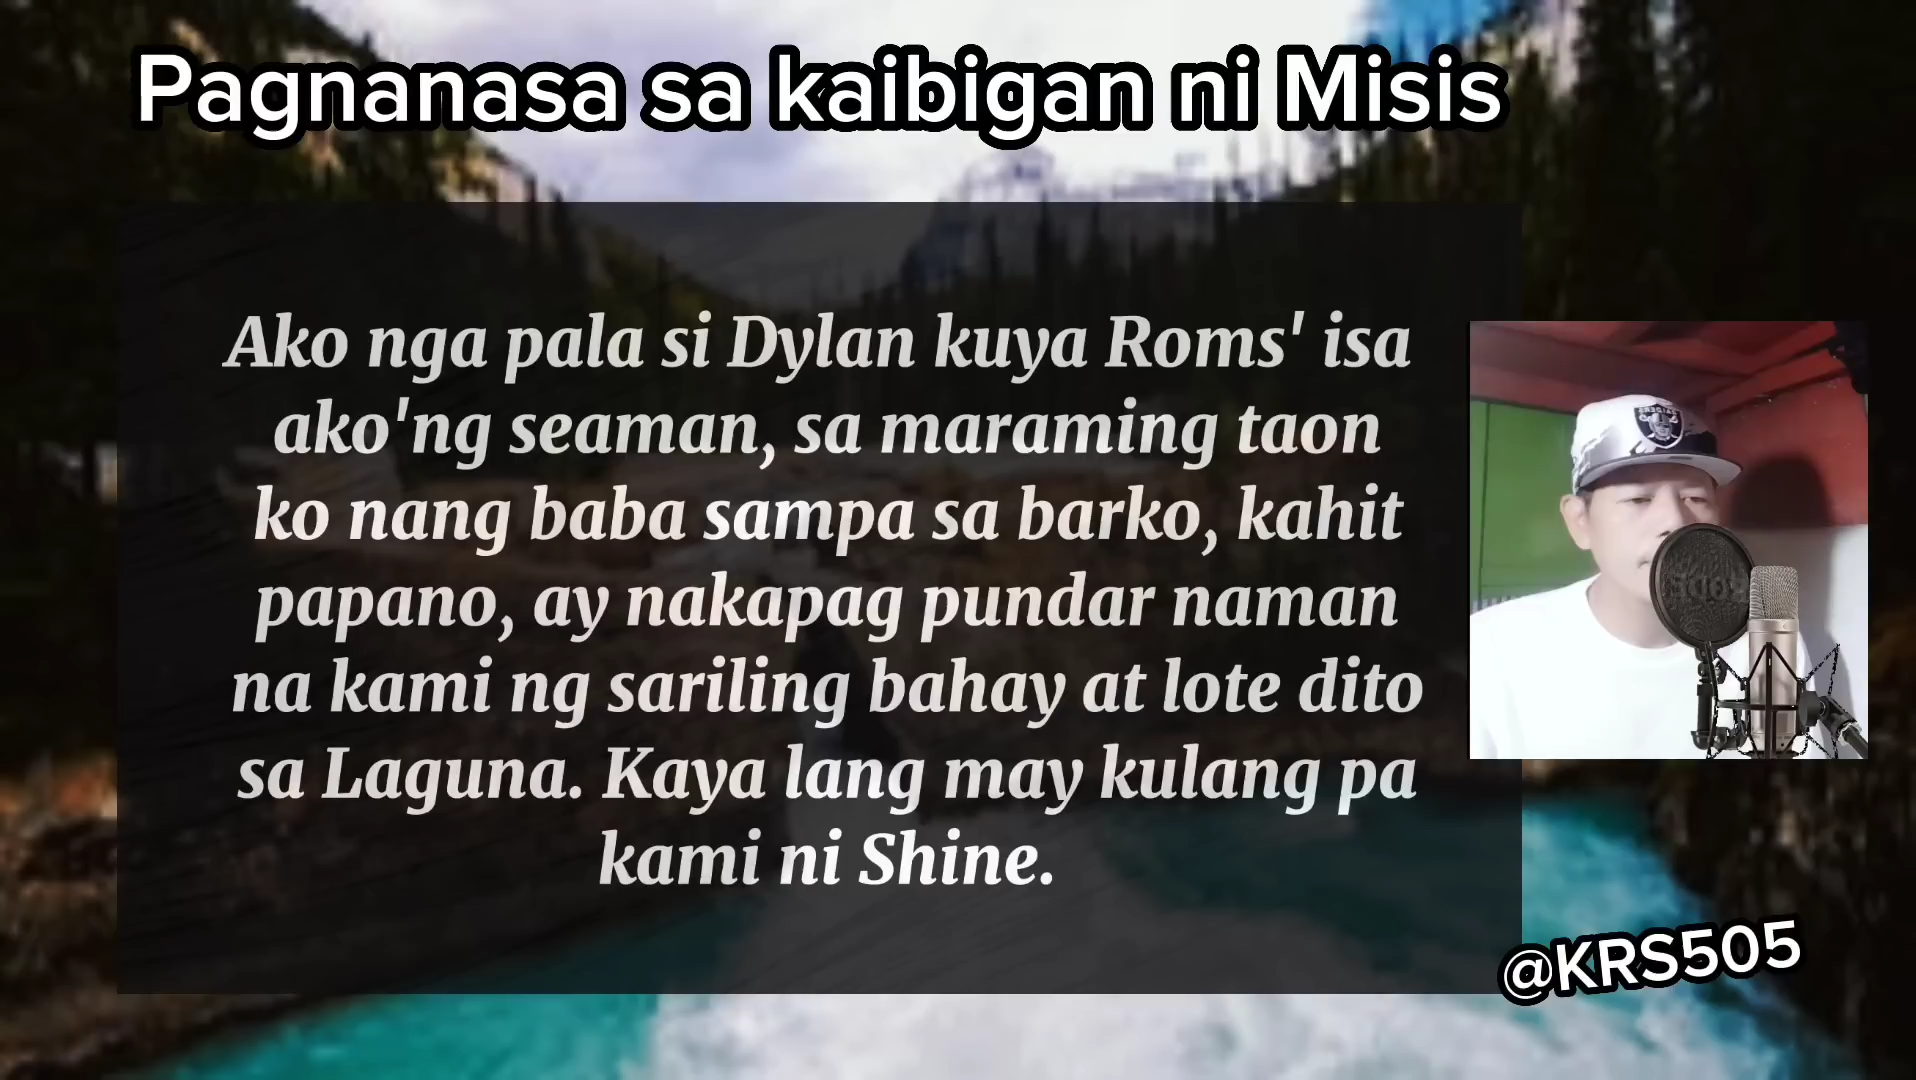 Pagnanasa sa kaibigan ni Misis
Ako nga pala si Dylan kuya Roms' isa
ako'ng seaman, sa maraming taon
ko nang baba sampa sa barko, kahit
papano, ay nakapag pundar naman
na kami ng sariling bahay at lote dito
sa Laguna. Kaya lang may kulang pa
kami ni Shine.
RAIDERS
RODE
@KRS505